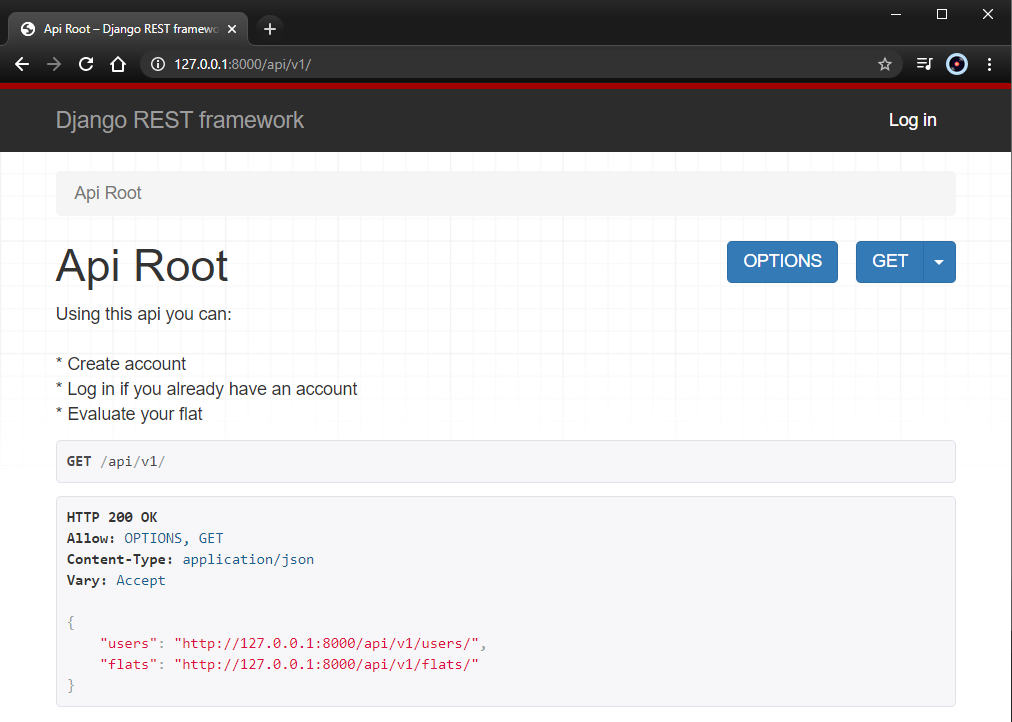 Api Root – Django REST framewo
127.0.0.1:8000/api/v1/
Django REST framework
Log in
Api Root
Api Root
OPTIONS
GET
Using this api you can:
* Create account
* Log in if you already have an account
* Evaluate your flat
GET /api/v1/
HTTP 200 OK
Allow: OPTIONS, GET
Content-Type: application/json
Vary: Accept
{
    "users": "http://127.0.0.1:8000/api/v1/users/",
    "flats": "http://127.0.0.1:8000/api/v1/flats/"
}